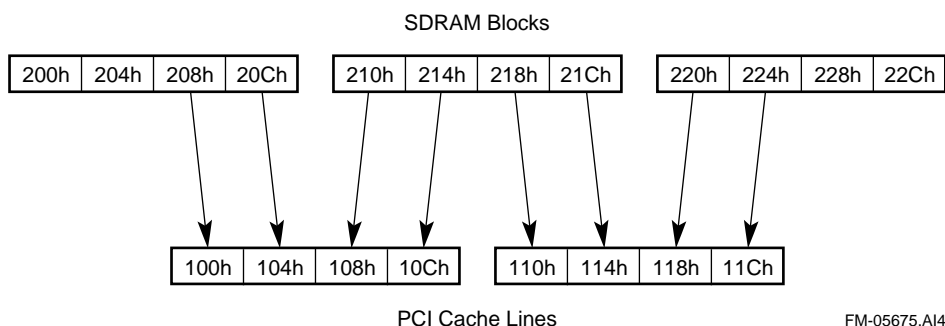 SDRAM Blocks
200h 204h 208h 20Ch 210h 214h 218h 21Ch 220h 224h 228h 22Ch
100h 104h 108h 10Ch 110h 114h 118h 11Ch
PCI Cache Lines
FM-05675.AI4